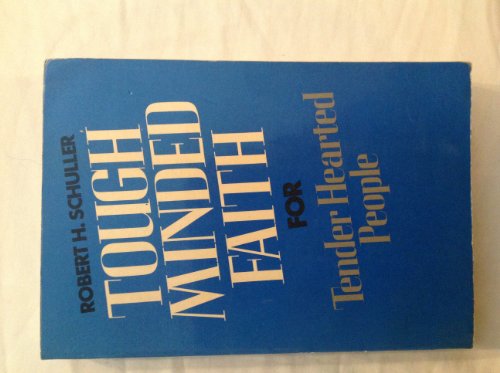 ROBERT H. SCHULLER
TOUGH
MINDED
FAITH
FOR
Tender Hearted
People